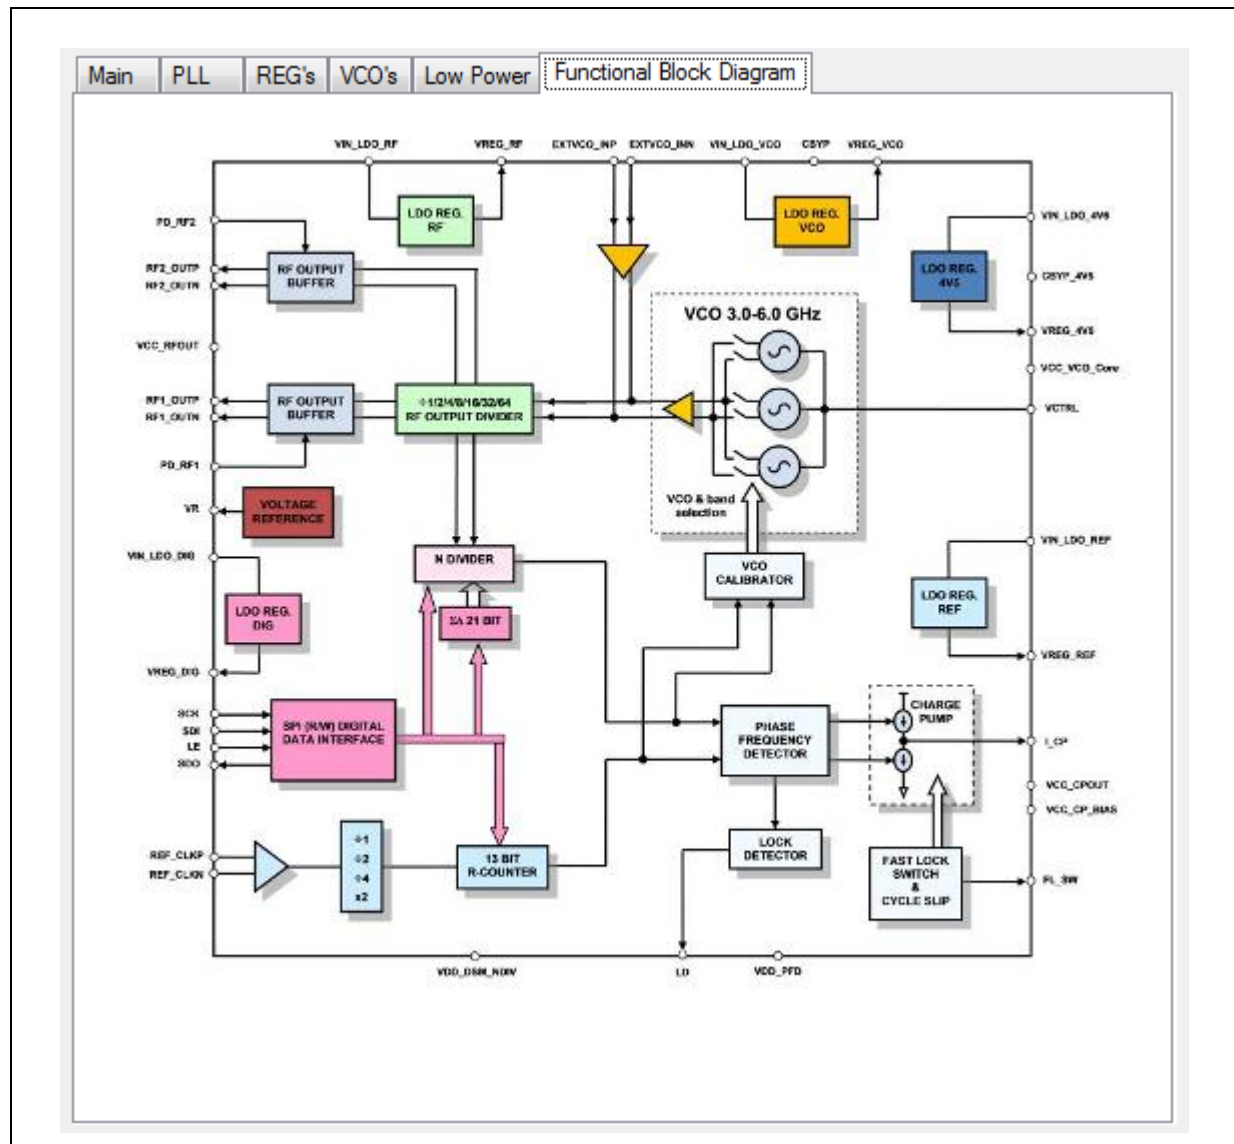 Main PLL REG's VCO's Low Power Functional Block Diagram
VIN_LDO_RF VREG_RF EXTVCO_INP EXTVCO_INN VIN_LDO_VCO CBYP VREG_VCO
LDO REG.
RF
LDO REG.
VCO
PD_RF2
VIN_LDO_4V5
RF2_OUTP
RF2_OUTN
RF OUTPUT
BUFFER
LDO REG.
4V5
CBYP_4V5
VCC_RFOUT
VREG_4V5
VCO 3.0-6.0 GHz
VCC_VCO_Core
RF1_OUTP
RF1_OUTN
RF OUTPUT
BUFFER
÷1/2/4/8/16/32/64
RF OUTPUT DIVIDER
VCTRL
PD_RF1
VCO & band
selection
VR
VOLTAGE
REFERENCE
VIN_LDO_DIG
N DIVIDER
VCO
CALIBRATOR
VIN_LDO_REF
LDO REG.
DIG
ΣΔ 21 BIT
LDO REG.
REF
VREG_DIG
VREG_REF
SCK
SDI
LE
SDO
SPI (R/W) DIGITAL
DATA INTERFACE
PHASE
FREQUENCY
DETECTOR
CHARGE
PUMP
I_CP
VCC_CPOUT
VCC_CP_BIAS
REF_CLKP
REF_CLKN
÷1
÷2
÷4
x2
13 BIT
R-COUNTER
LOCK
DETECTOR
FAST LOCK
SWITCH
&
CYCLE SLIP
FL_SW
VDD_DSM_NDIV LD VDD_PFD